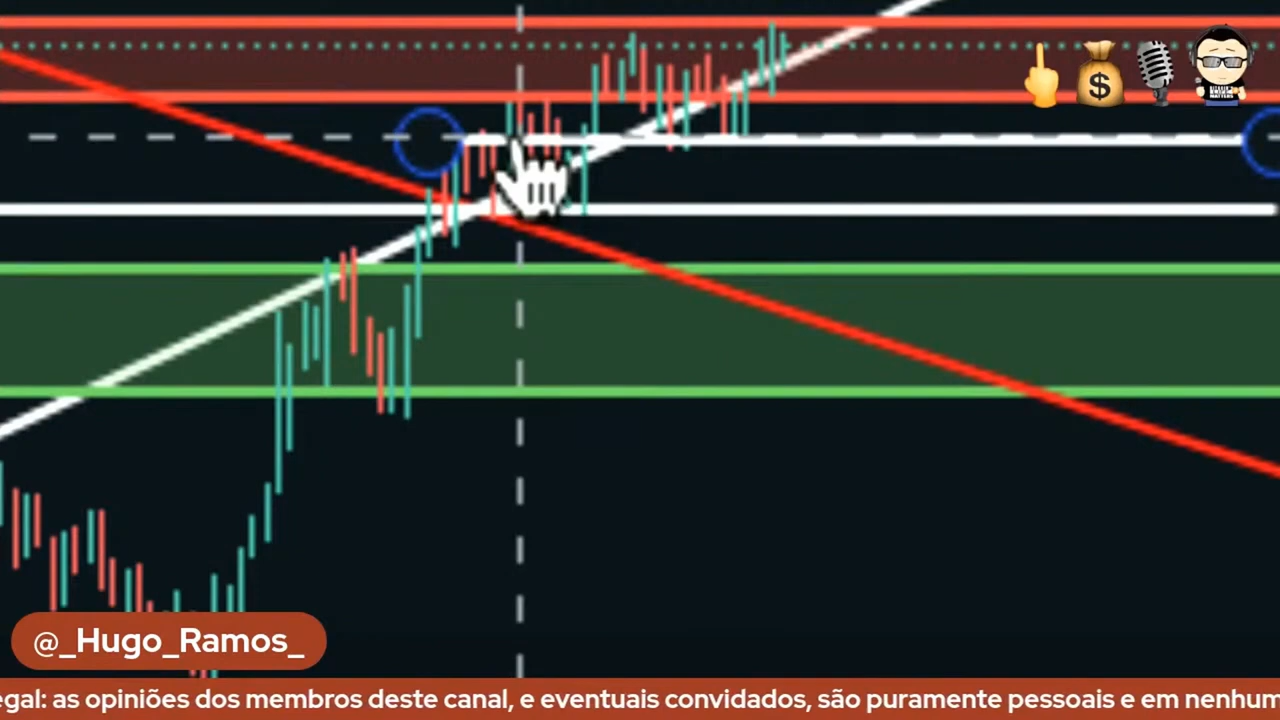 @_Hugo_Ramos_
egal: as opiniões dos membros deste canal, e eventuais convidados, são puramente pessoais e em nenhum